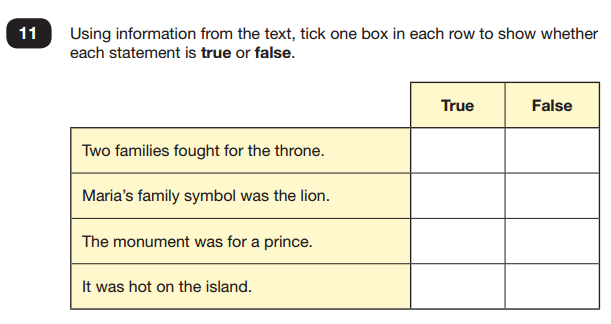 11 Using information from the text, tick one box in each row to show whether
each statement is true or false.
True False
Two families fought for the throne.
Maria’s family symbol was the lion.
The monument was for a prince.
It was hot on the island.